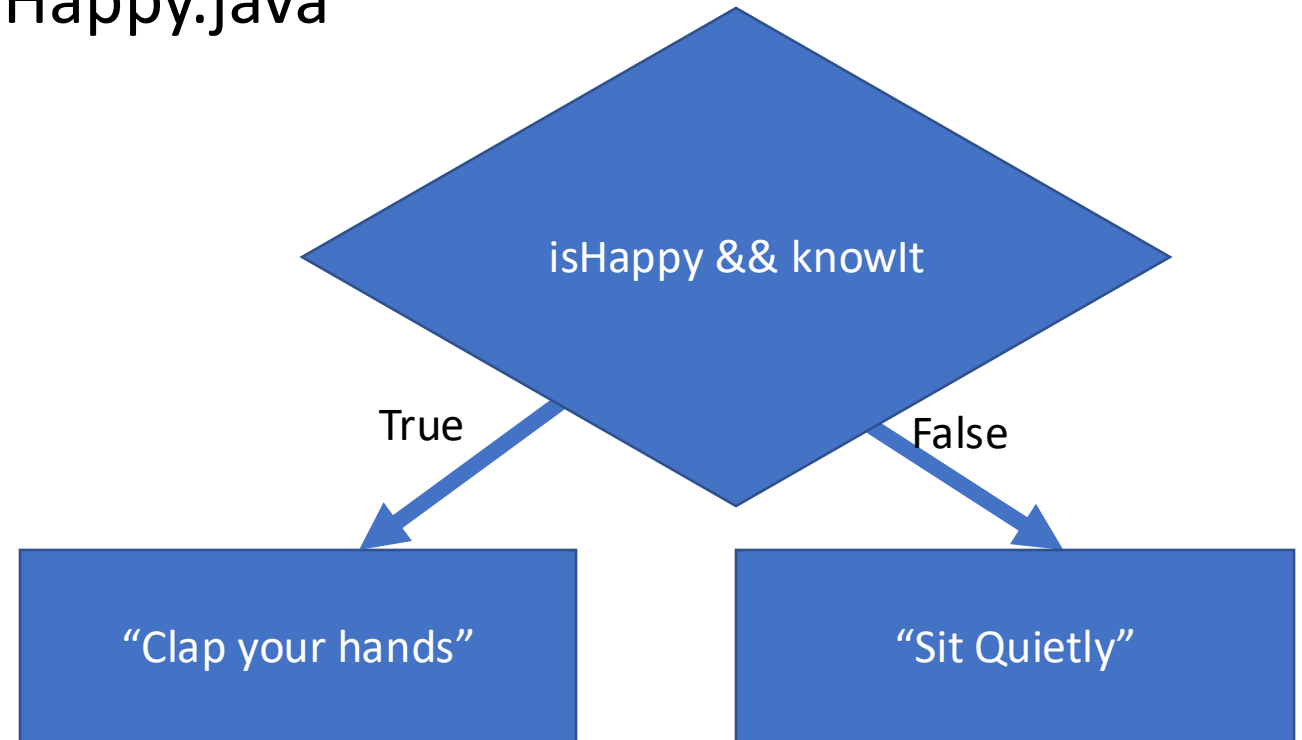 Happy.java
isHappy && knowIt
True
False
“Clap your hands”
“Sit Quietly”